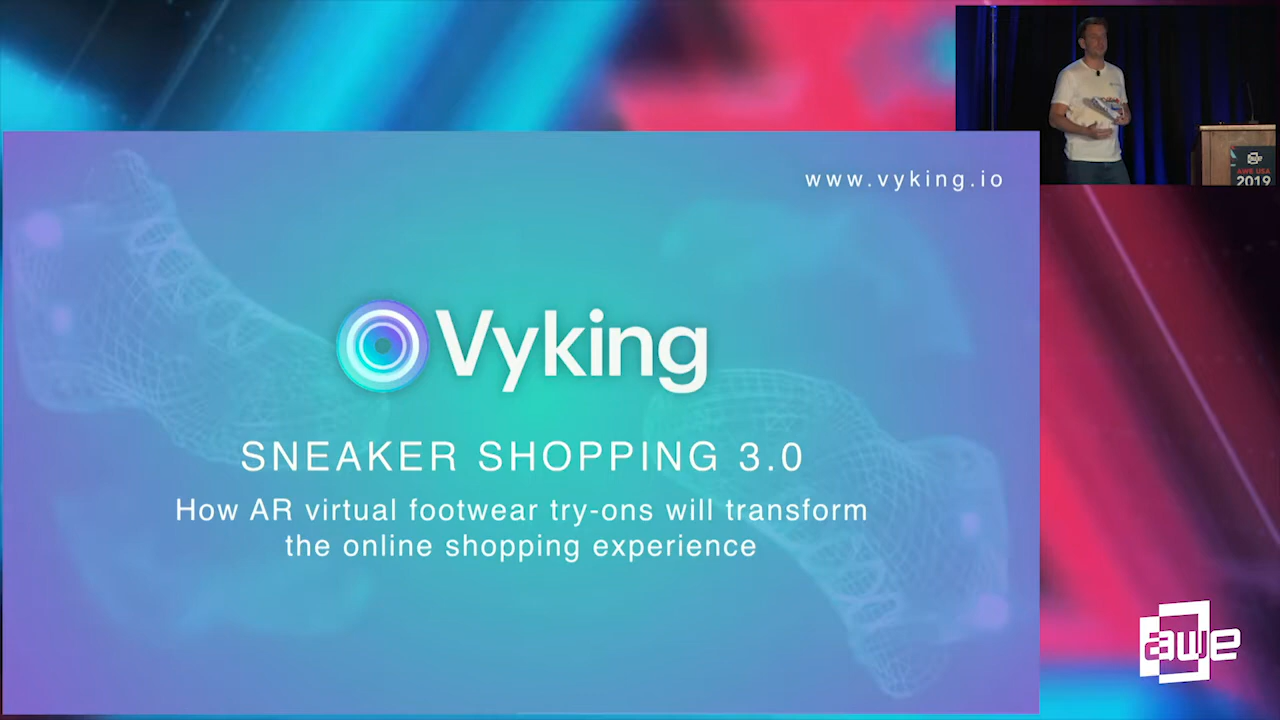 www.vyking.io
Vyking
SNEAKER SHOPPING 3.0
How AR virtual footwear try-ons will transform
the online shopping experience
AWE USA
2019
awe